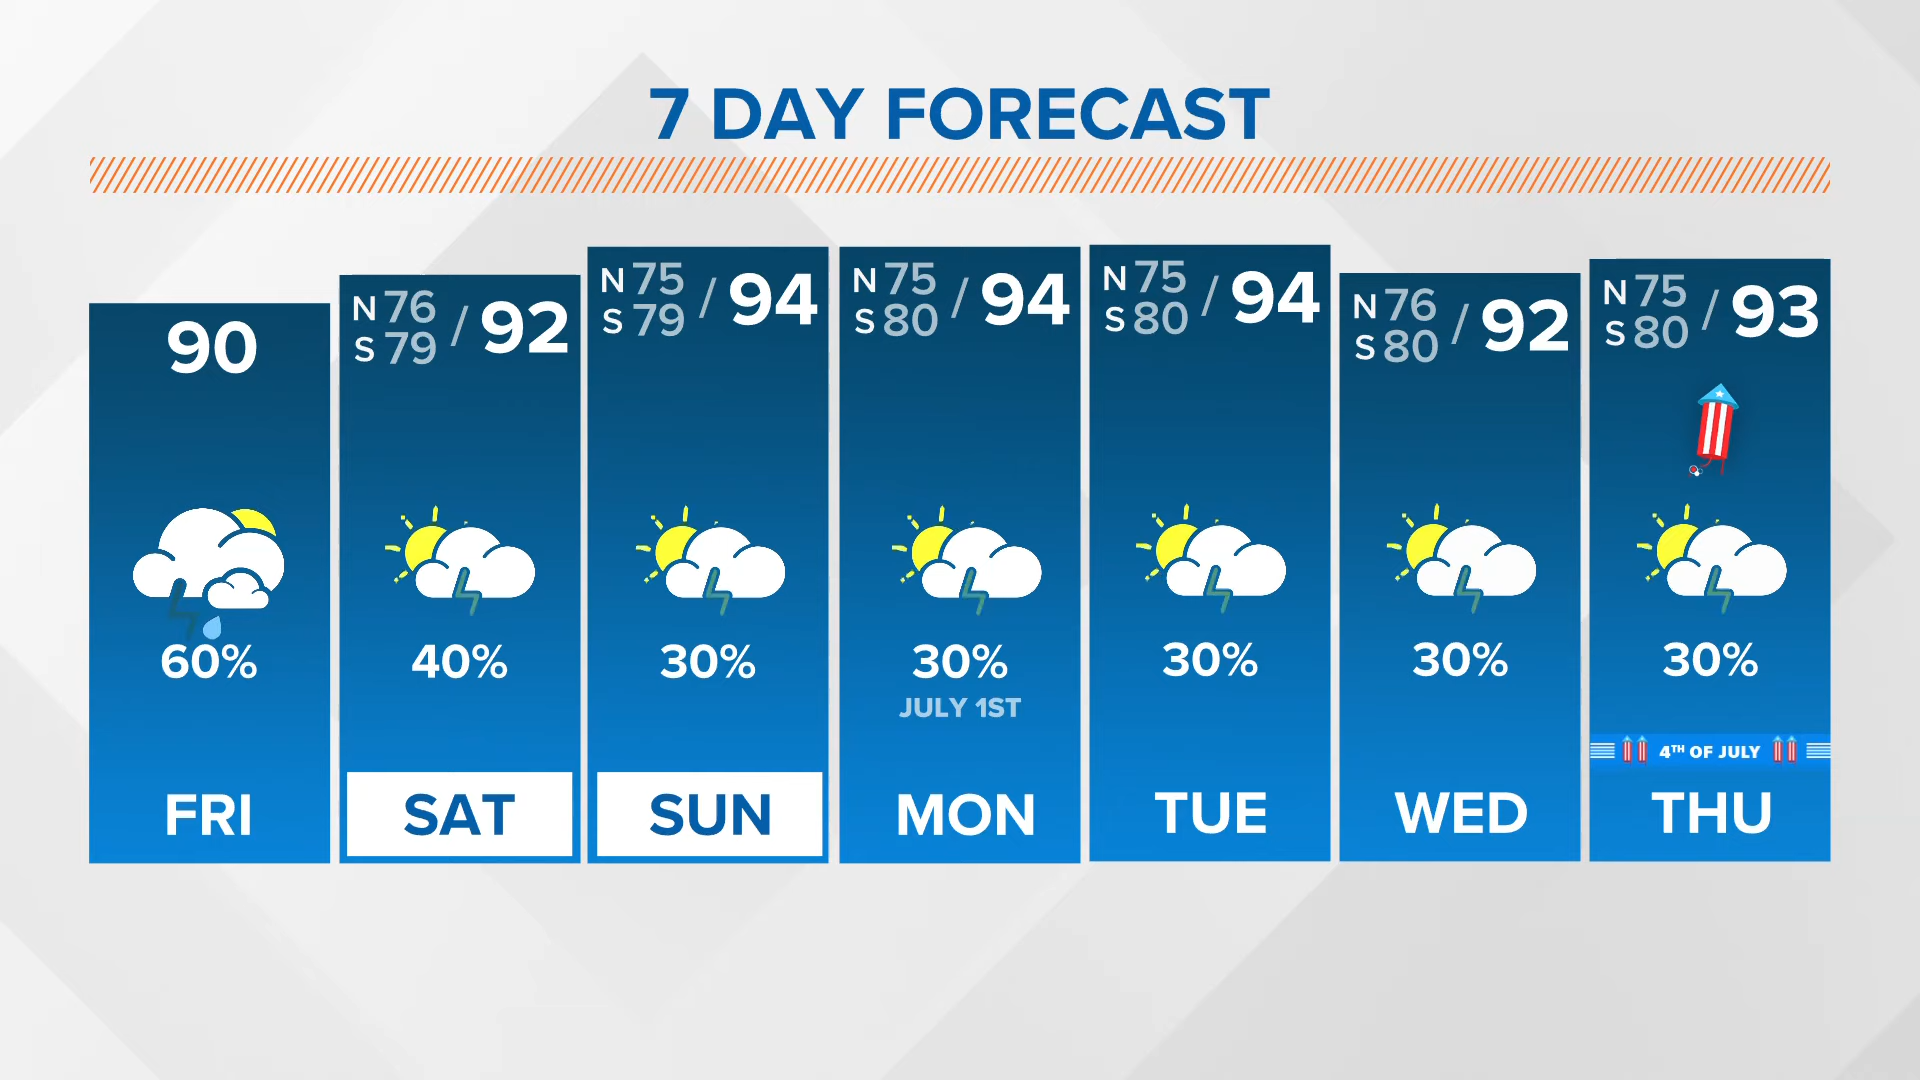 7 DAY FORECAST
90
60%
FRI
N 76
S 79
/ 92
40%
SAT
N 75
S 79
/ 94
30%
SUN
N 75
S 80
/ 94
30%
JULY 1ST
MON
N 75
S 80
/ 94
30%
TUE
N 76
S 80
/ 92
30%
WED
N 75
S 80
/ 93
30%
4TH OF JULY
THU